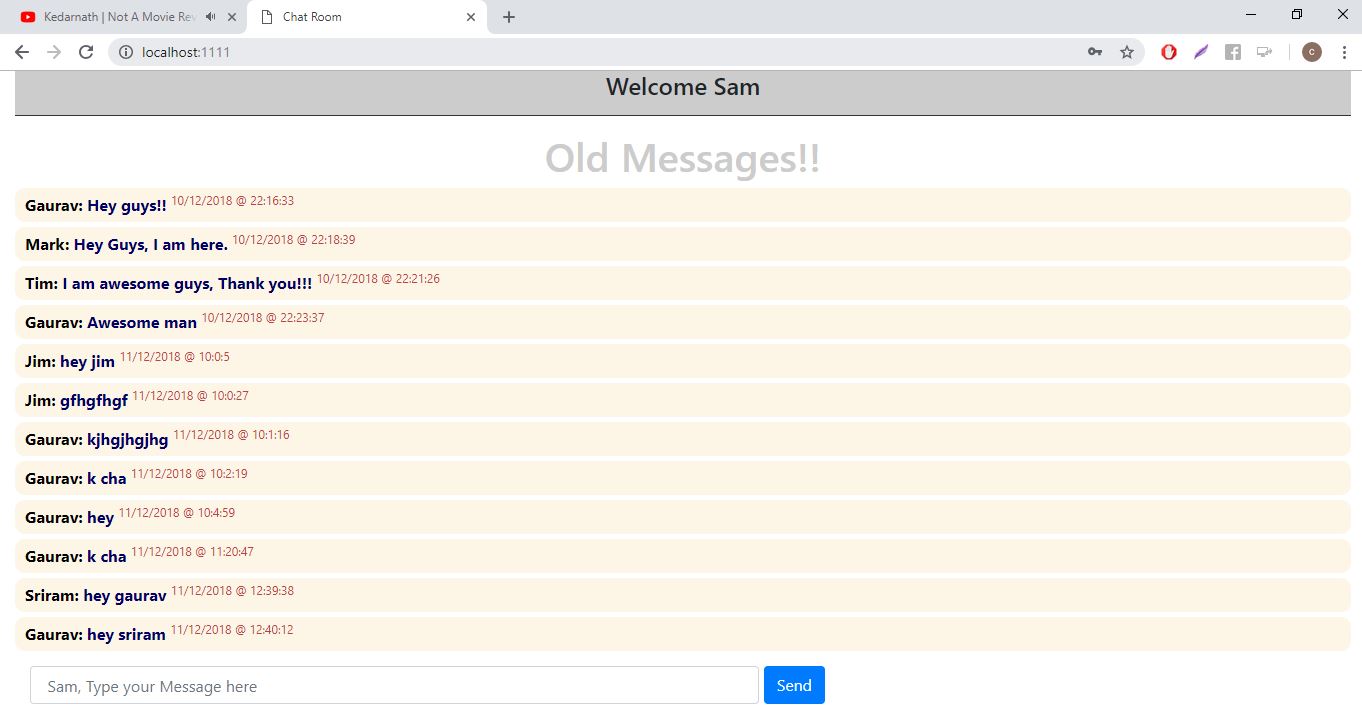 Kedarnath | Not A Movie Rev
Chat Room
localhost:1111
c
Welcome Sam
Old Messages!!
Gaurav: Hey guys!! 10/12/2018 @ 22:16:33
Mark: Hey Guys, I am here. 10/12/2018 @ 22:18:39
Tim: I am awesome guys, Thank you!!! 10/12/2018 @ 22:21:26
Gaurav: Awesome man 10/12/2018 @ 22:23:37
Jim: hey jim 11/12/2018 @ 10:0:5
Jim: gfhgfhgf 11/12/2018 @ 10:0:27
Gaurav: kjhgjhgjhg 11/12/2018 @ 10:1:16
Gaurav: k cha 11/12/2018 @ 10:2:19
Gaurav: hey 11/12/2018 @ 10:4:59
Gaurav: k cha 11/12/2018 @ 11:20:47
Sriram: hey gaurav 11/12/2018 @ 12:39:38
Gaurav: hey sriram 11/12/2018 @ 12:40:12
Sam, Type your Message here
Send